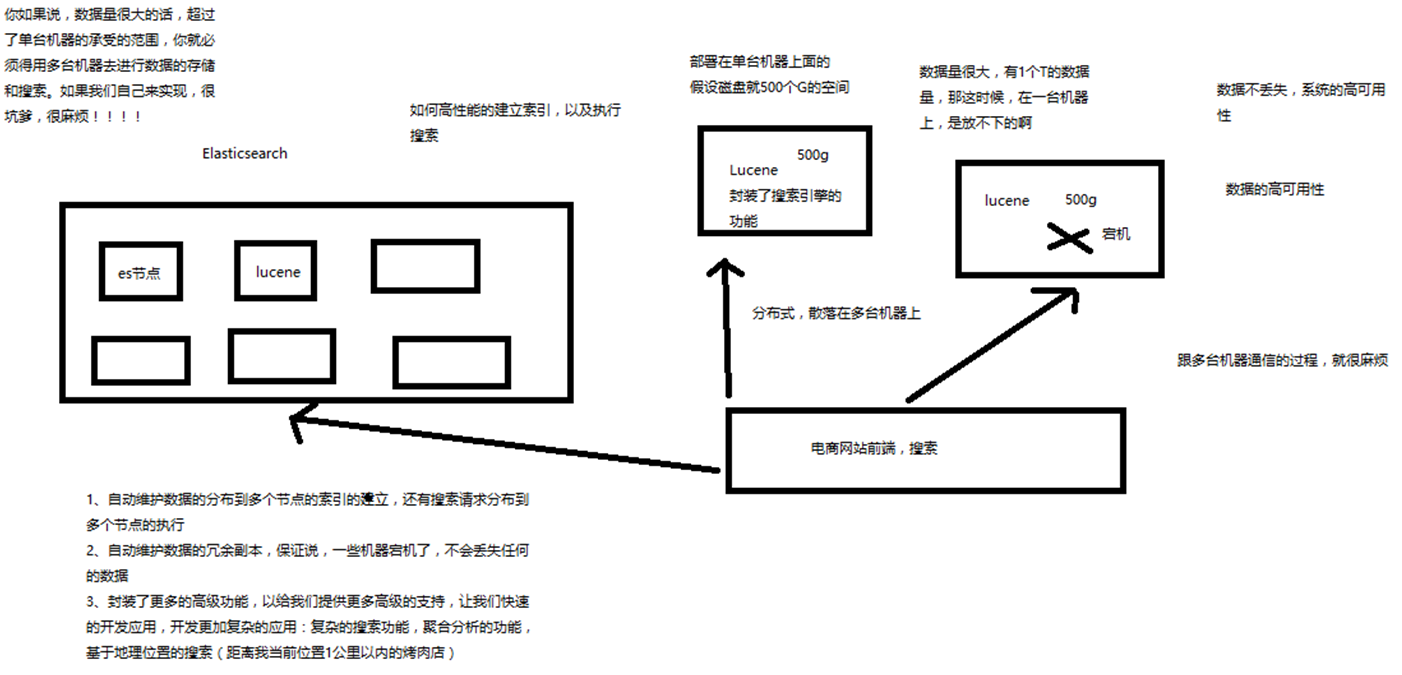 你如果说，数据量很大的话，超过
了单台机器的承受的范围，你就必
须得用多台机器去进行数据的存储
和搜索。如果我们自己来实现，很
坑爹，很麻烦！！！！
如何高性能的建立索引，以及执行
搜索
Elasticsearch
es节点
lucene
部署在单台机器上面的
假设磁盘就500个G的空间
500g
Lucene
封装了搜索引擎的
功能
数据量很大，有1个T的数据
量，那这时候，在一台机器
上，是放不下的啊
lucene 500g
宕机
数据不丢失，系统的高可用
性
数据的高可用性
分布式，散落在多台机器上
跟多台机器通信的过程，就很麻烦
电商网站前端，搜索
1、自动维护数据的分布到多个节点的索引的建立，还有搜索请求分布到
多个节点的执行
2、自动维护数据的冗余副本，保证说，一些机器宕机了，不会丢失任何
的数据
3、封装了更多的高级功能，以给我们提供更多高级的支持，让我们快速
的开发应用，开发更加复杂的应用：复杂的搜索功能，聚合分析的功能，
基于地理位置的搜索（距离我当前位置1公里以内的烤肉店）